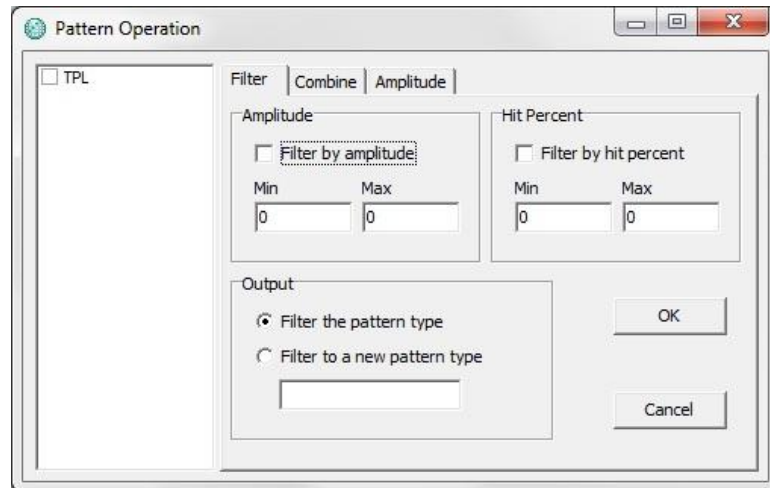 Pattern Operation
TPL
Filter Combine Amplitude
Amplitude
Filter by amplitude
Min Max
0 0
Hit Percent
Filter by hit percent
Min Max
0 0
Output
Filter the pattern type
Filter to a new pattern type
OK
Cancel